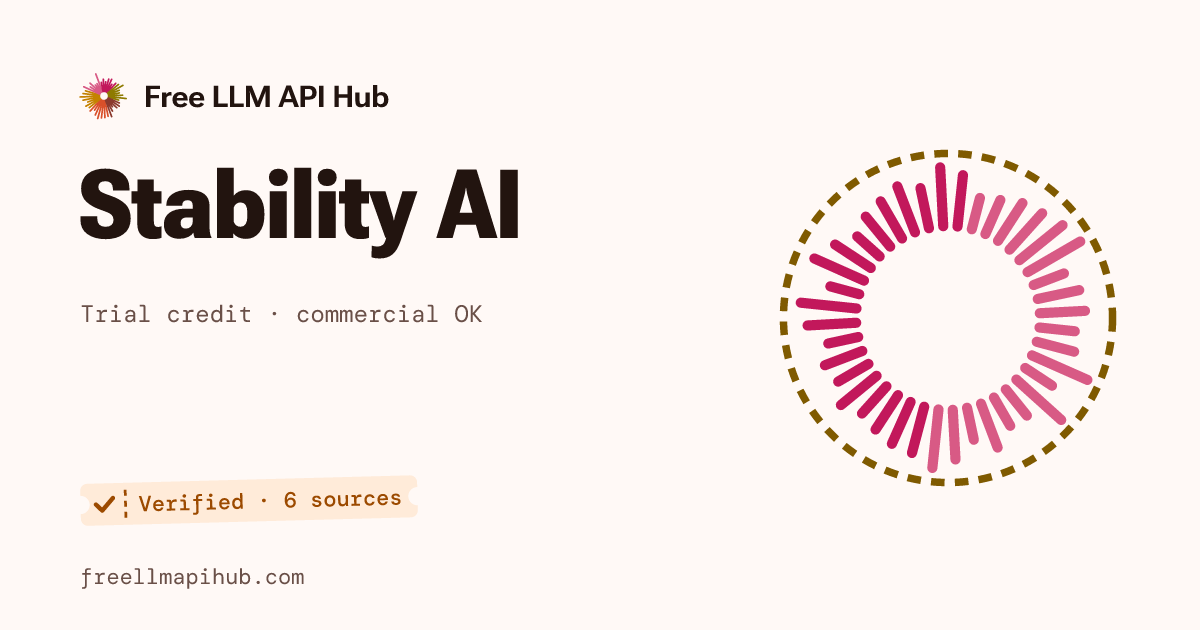 Free LLM API Hub
Stability AI
Trial credit · commercial OK
Verified · 6 sources
freellmapihub.com